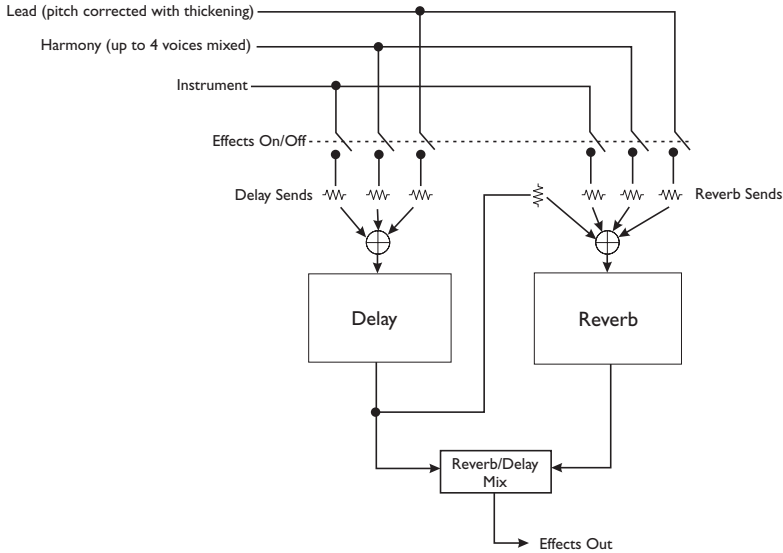 Lead (pitch corrected with thickening)
Harmony (up to 4 voices mixed)
Instrument
Effects On/Off
Delay Sends
Reverb Sends
Delay
Reverb
Reverb/Delay
Mix
Effects Out